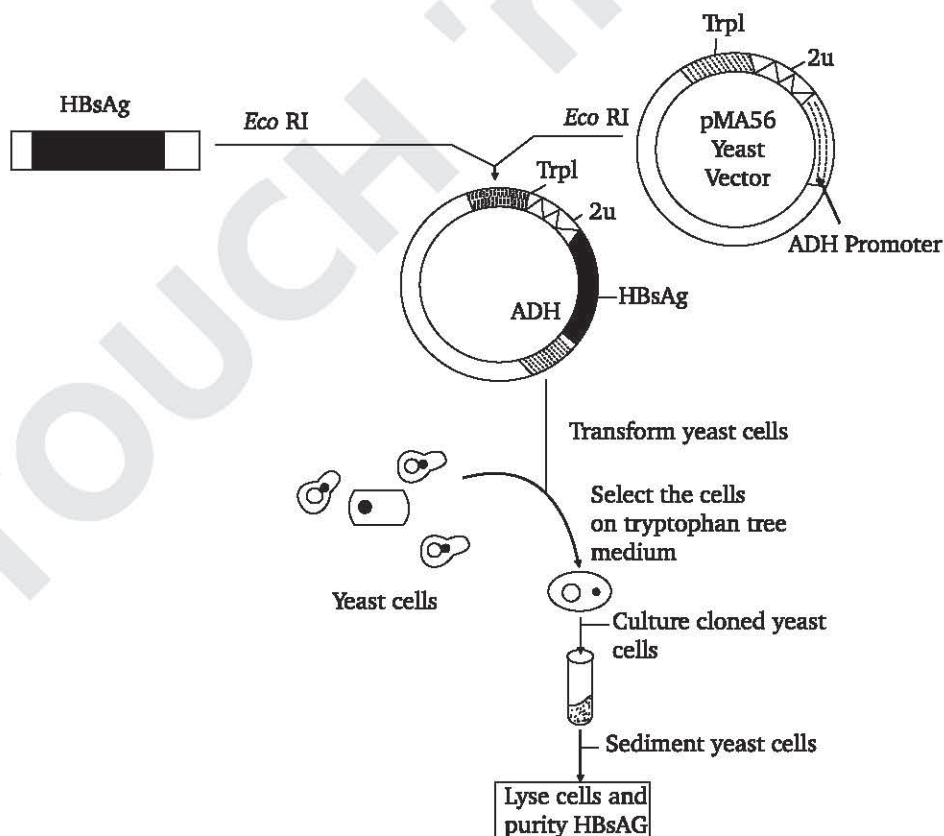 Trpl
2u
HBsAg
Eco RI
Eco RI
pMA56
Yeast
Vector
Trpl
2u
ADH Promoter
ADH
HBsAg
Transform yeast cells
Select the cells
on tryptophan tree
medium
Yeast cells
Culture cloned yeast
cells
Sediment yeast cells
Lyse cells and
purity HBsAG
TOUCH 'n